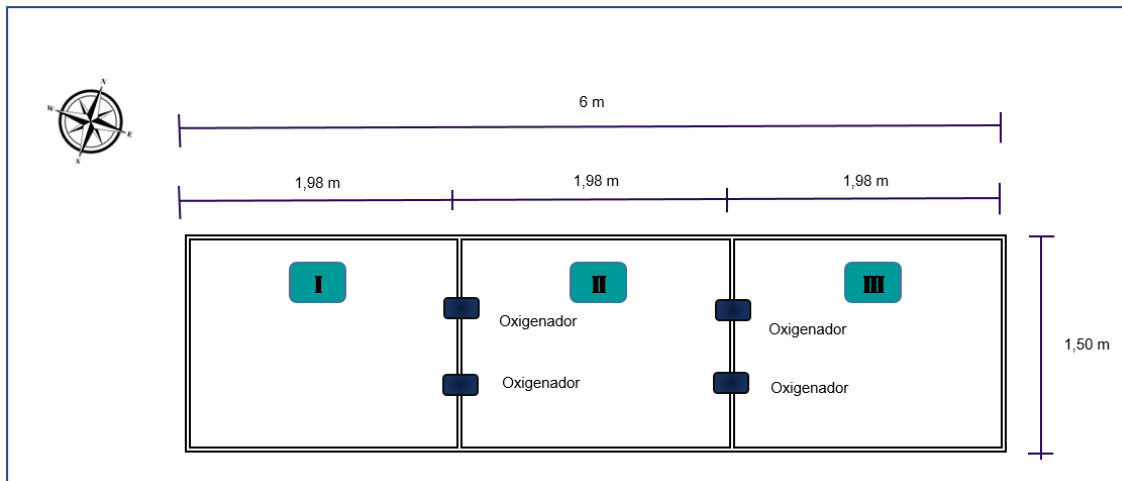 N
W
E
S
6 m
1,98 m
1,98 m
1,98 m
I
II
III
Oxigenador
Oxigenador
1,50 m
Oxigenador
Oxigenador